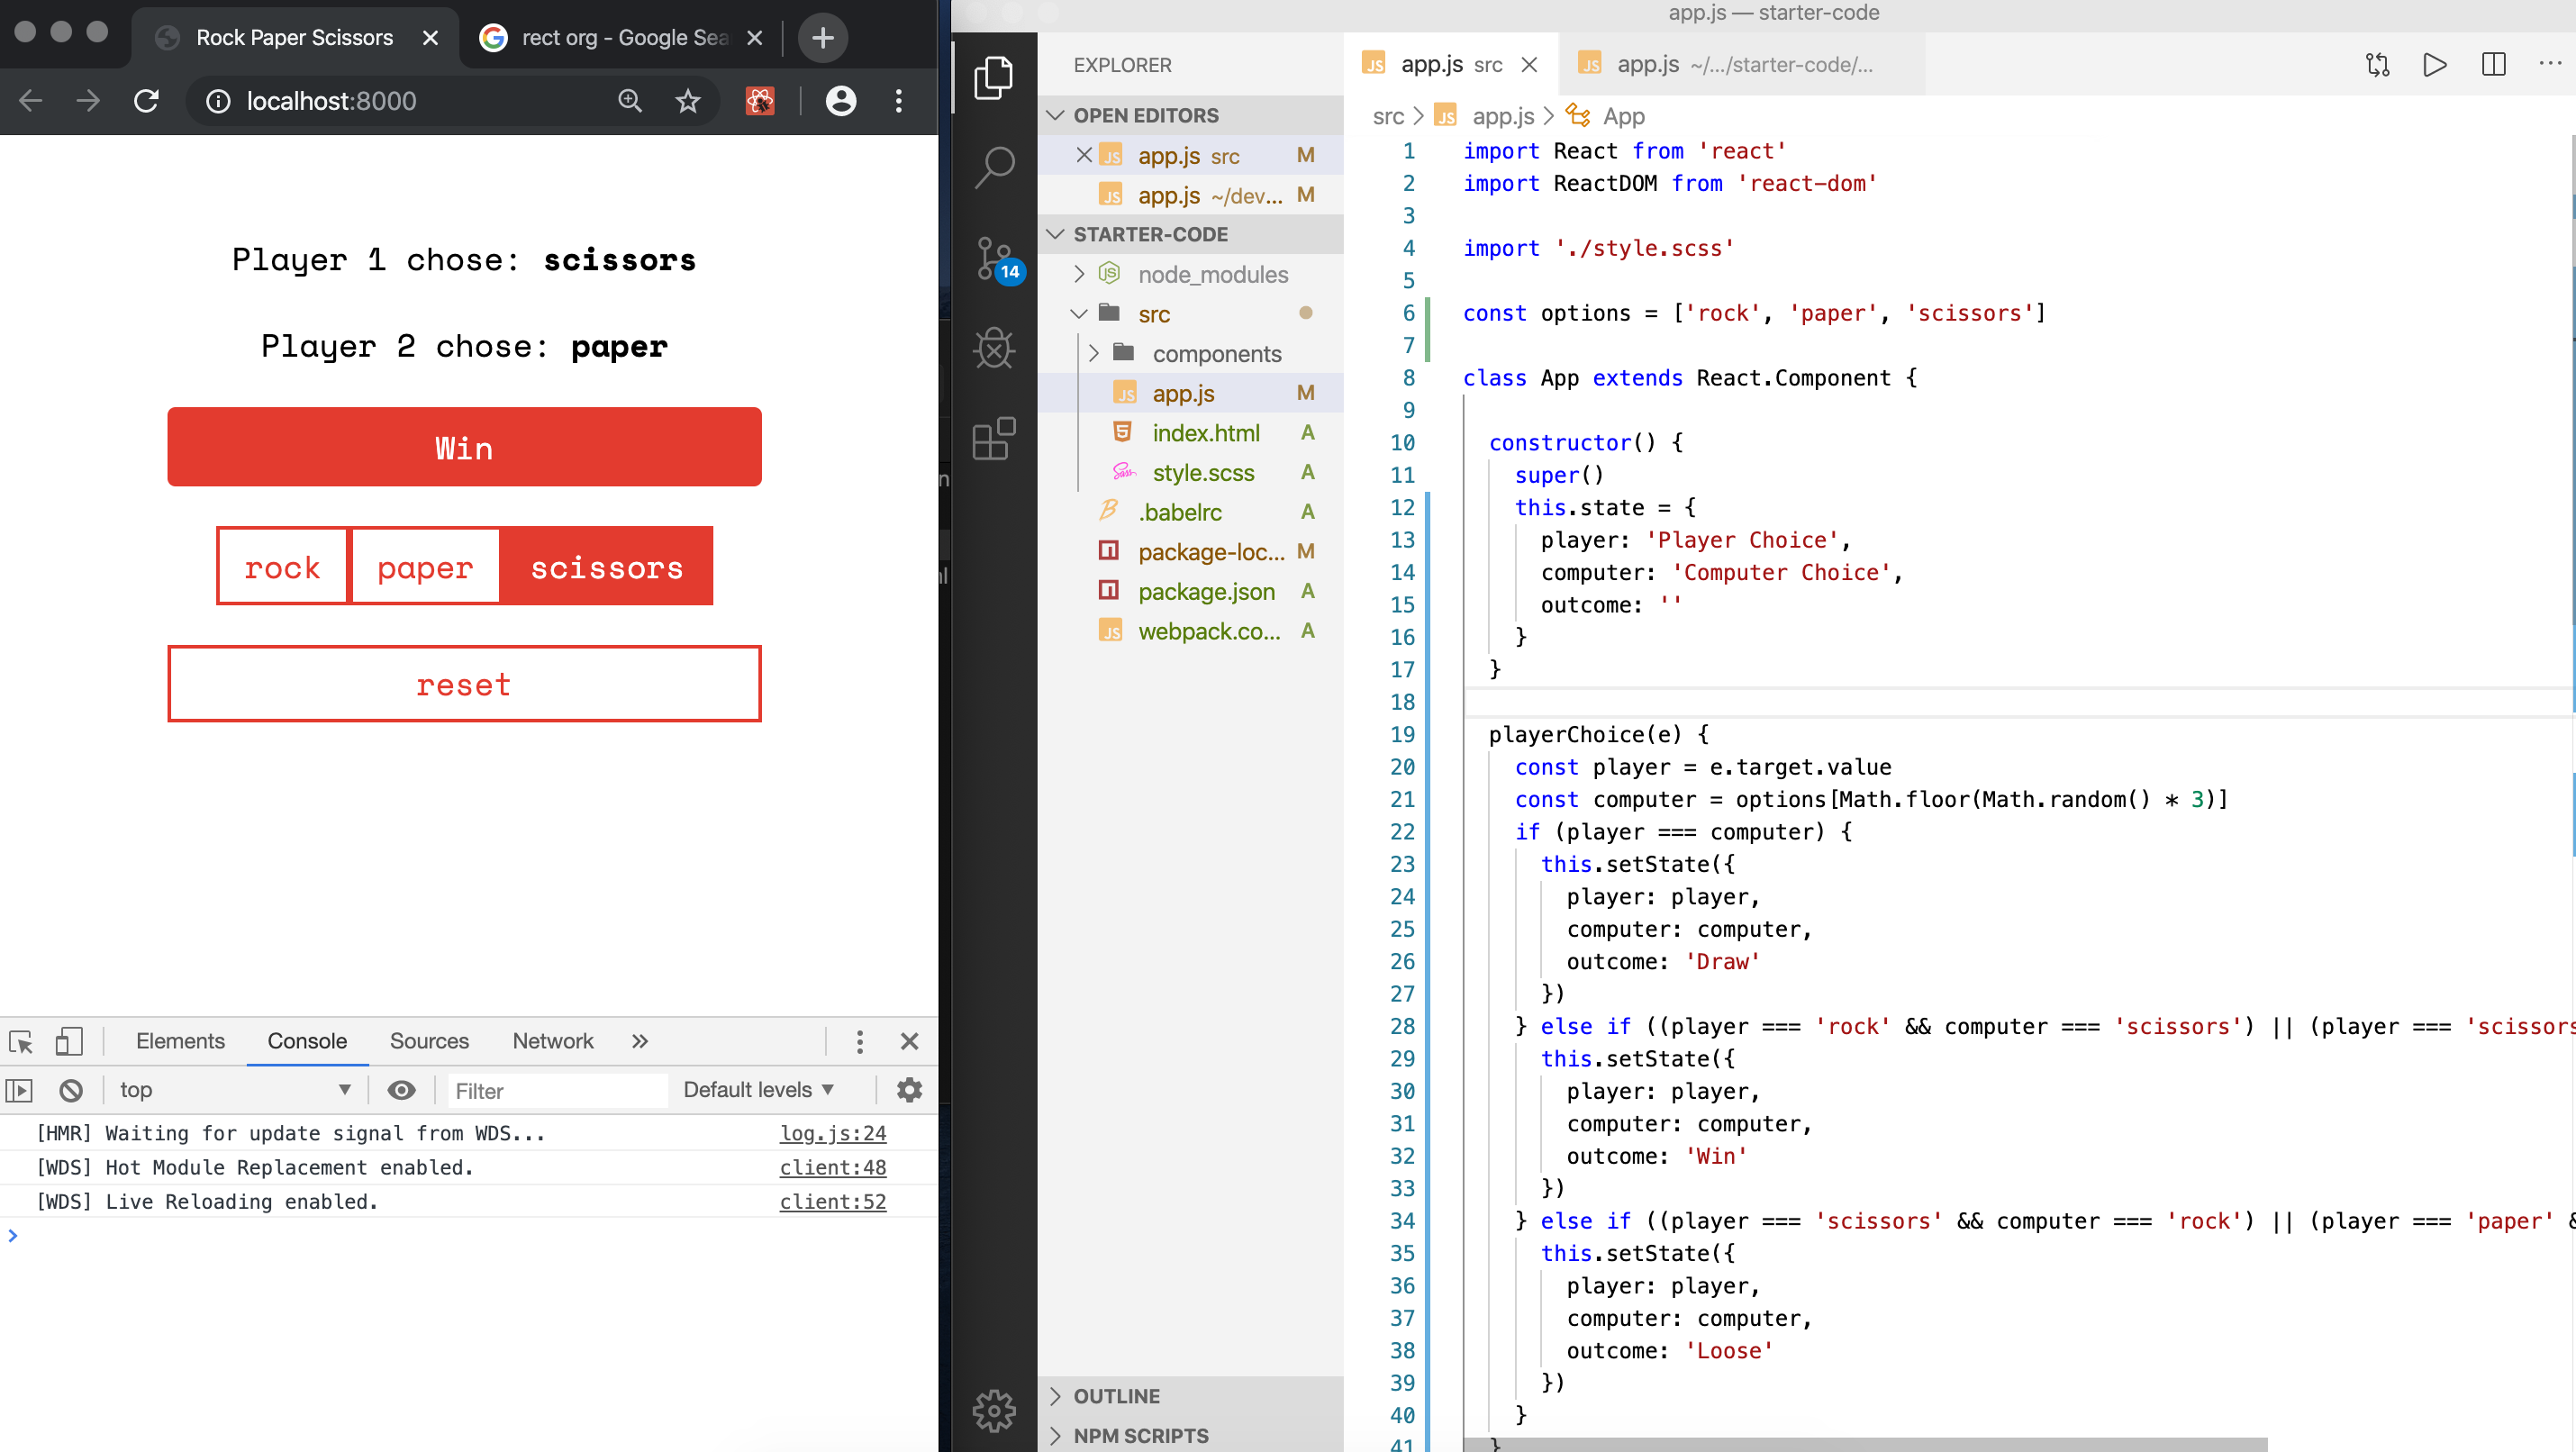 Rock Paper Scissors
rect org - Google Sea
localhost:8000
Player 1 chose: scissors
Player 2 chose: paper
Win
rock paper scissors
reset
Elements Console Sources Network »
top Filter Default levels
[HMR] Waiting for update signal from WDS... log.js:24
[WDS] Hot Module Replacement enabled. client:48
[WDS] Live Reloading enabled. client:52
>
app.js — starter-code
14
EXPLORER
OPEN EDITORS
JS app.js src M
JS app.js ~/dev... M
STARTER-CODE
node_modules
src
components
JS app.js M
index.html A
style.scss A
.babelrc A
package-loc... M
package.json A
JS webpack.co... A
OUTLINE
NPM SCRIPTS
JS app.js src
JS app.js ~/.../starter-code/...
src > JS app.js > App
1 import React from 'react'
2 import ReactDOM from 'react-dom'
3
4 import './style.scss'
5
6 const options = ['rock', 'paper', 'scissors']
7
8 class App extends React.Component {
9
10 constructor() {
11 super()
12 this.state = {
13 player: 'Player Choice',
14 computer: 'Computer Choice',
15 outcome: ''
16 }
17 }
18
19 playerChoice(e) {
20 const player = e.target.value
21 const computer = options[Math.floor(Math.random() * 3)]
22 if (player === computer) {
23 this.setState({
24 player: player,
25 computer: computer,
26 outcome: 'Draw'
27 })
28 } else if ((player === 'rock' && computer === 'scissors') || (player === 'scissors
29 this.setState({
30 player: player,
31 computer: computer,
32 outcome: 'Win'
33 })
34 } else if ((player === 'scissors' && computer === 'rock') || (player === 'paper' &
35 this.setState({
36 player: player,
37 computer: computer,
38 outcome: 'Loose'
39 })
40 }
41 }